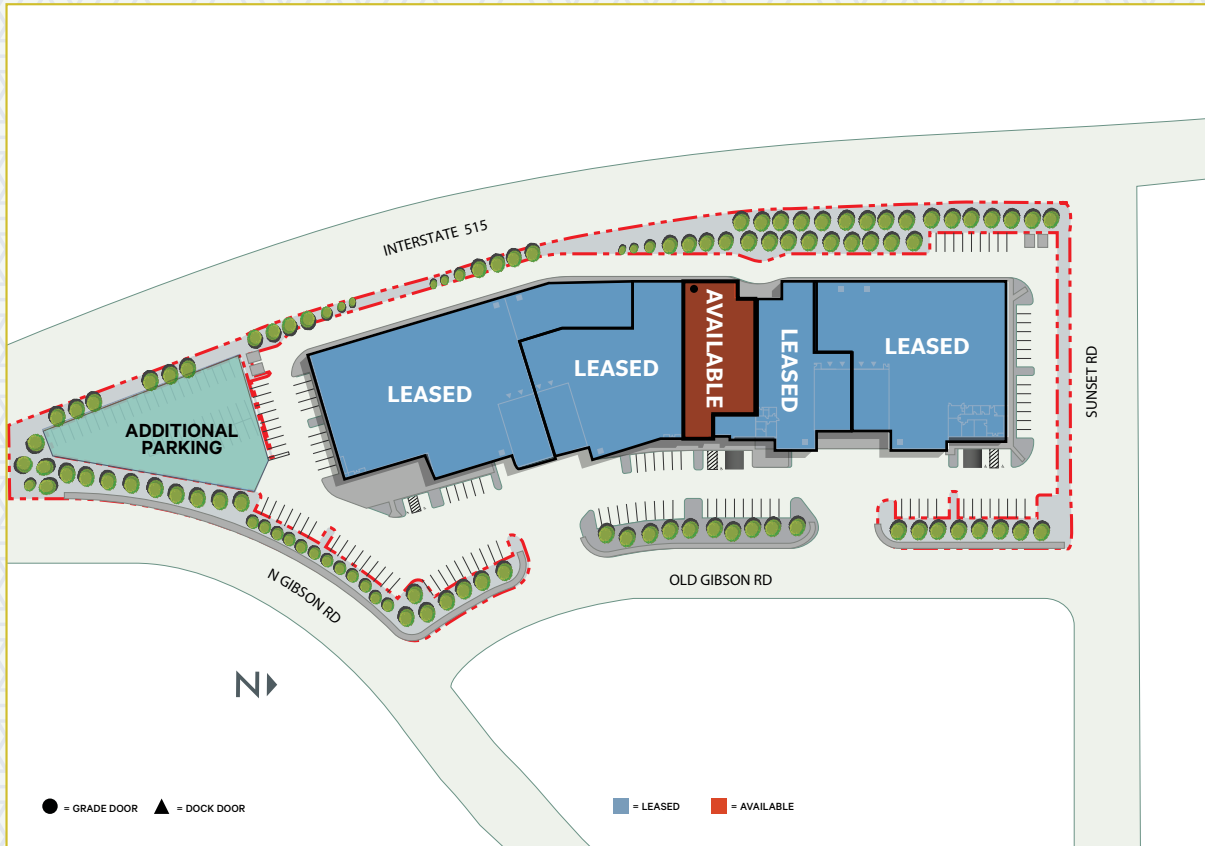 INTERSTATE 515
AVAILABLE
LEASED
LEASED
LEASED
LEASED
SUNSET RD
ADDITIONAL
PARKING
OLD GIBSON RD
N GIBSON RD
N
= GRADE DOOR
= DOCK DOOR
= LEASED
= AVAILABLE